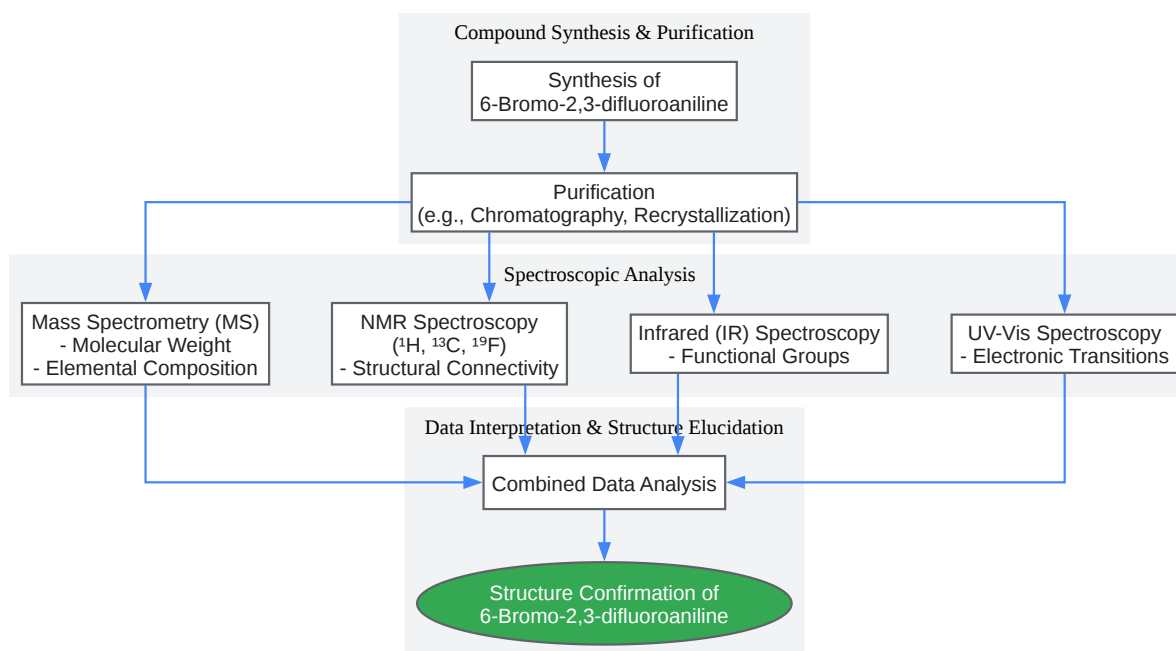 Compound Synthesis & Purification
Synthesis of
6-Bromo-2,3-difluoroaniline
Purification
(e.g., Chromatography, Recrystallization)
Spectroscopic Analysis
Mass Spectrometry (MS)
- Molecular Weight
- Elemental Composition
NMR Spectroscopy
(¹H, ¹³C, ¹⁹F)
- Structural Connectivity
Infrared (IR) Spectroscopy
- Functional Groups
UV-Vis Spectroscopy
- Electronic Transitions
Data Interpretation & Structure Elucidation
Combined Data Analysis
Structure Confirmation of
6-Bromo-2,3-difluoroaniline